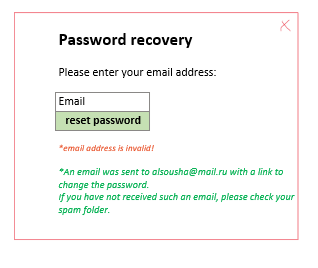 Password recovery
Please enter your email address:
Email
reset password
*email address is invalid!
*An email was sent to alsousha@mail.ru with a link to
change the password.
If you have not received such an email, please check your
spam folder.